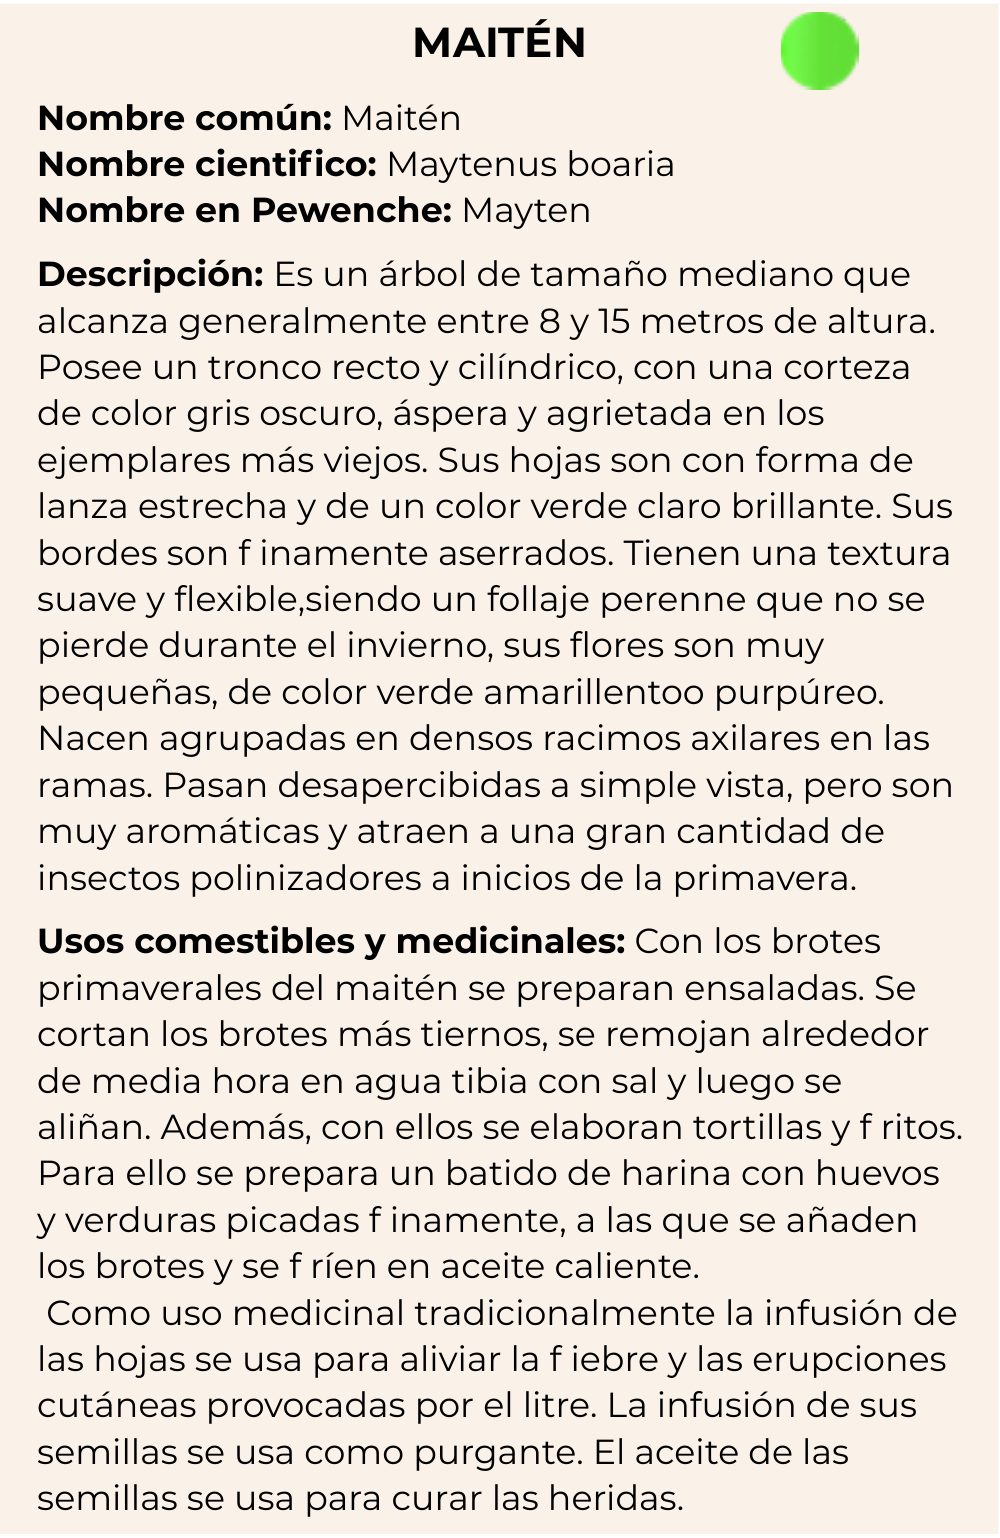 MAITÉN
Nombre común: Maitén
Nombre cientifico: Maytenus boaria
Nombre en Pewenche: Mayten
Descripción: Es un árbol de tamaño mediano que
alcanza generalmente entre 8 y 15 metros de altura.
Posee un tronco recto y cilíndrico, con una corteza
de color gris oscuro, áspera y agrietada en los
ejemplares más viejos. Sus hojas son con forma de
lanza estrecha y de un color verde claro brillante. Sus
bordes son f inamente aserrados. Tienen una textura
suave y flexible,siendo un follaje perenne que no se
pierde durante el invierno, sus flores son muy
pequeñas, de color verde amarillentoo purpúreo.
Nacen agrupadas en densos racimos axilares en las
ramas. Pasan desapercibidas a simple vista, pero son
muy aromáticas y atraen a una gran cantidad de
insectos polinizadores a inicios de la primavera.
Usos comestibles y medicinales: Con los brotes
primaverales del maitén se preparan ensaladas. Se
cortan los brotes más tiernos, se remojan alrededor
de media hora en agua tibia con sal y luego se
aliñan. Además, con ellos se elaboran tortillas y f ritos.
Para ello se prepara un batido de harina con huevos
y verduras picadas f inamente, a las que se añaden
los brotes y se f ríen en aceite caliente.
Como uso medicinal tradicionalmente la infusión de
las hojas se usa para aliviar la f iebre y las erupciones
cutáneas provocadas por el litre. La infusión de sus
semillas se usa como purgante. El aceite de las
semillas se usa para curar las heridas.